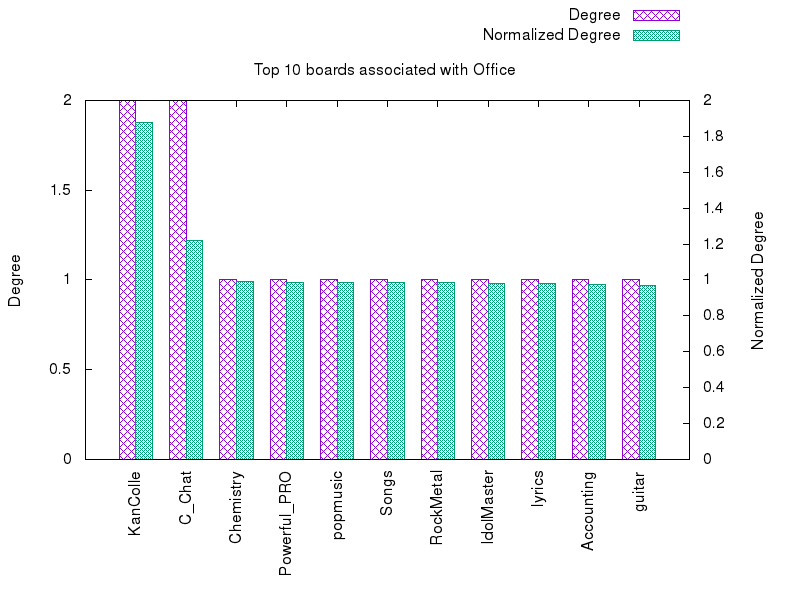 Degree
Normalized Degree
Top 10 boards associated with Office
2
1.5
1
0.5
0
Degree
2
1.8
1.6
1.4
1.2
1
0.8
0.6
0.4
0.2
0
Normalized Degree
KanColle
C_Chat
Chemistry
Powerful_PRO
popmusic
Songs
RockMetal
IdolMaster
lyrics
Accounting
guitar